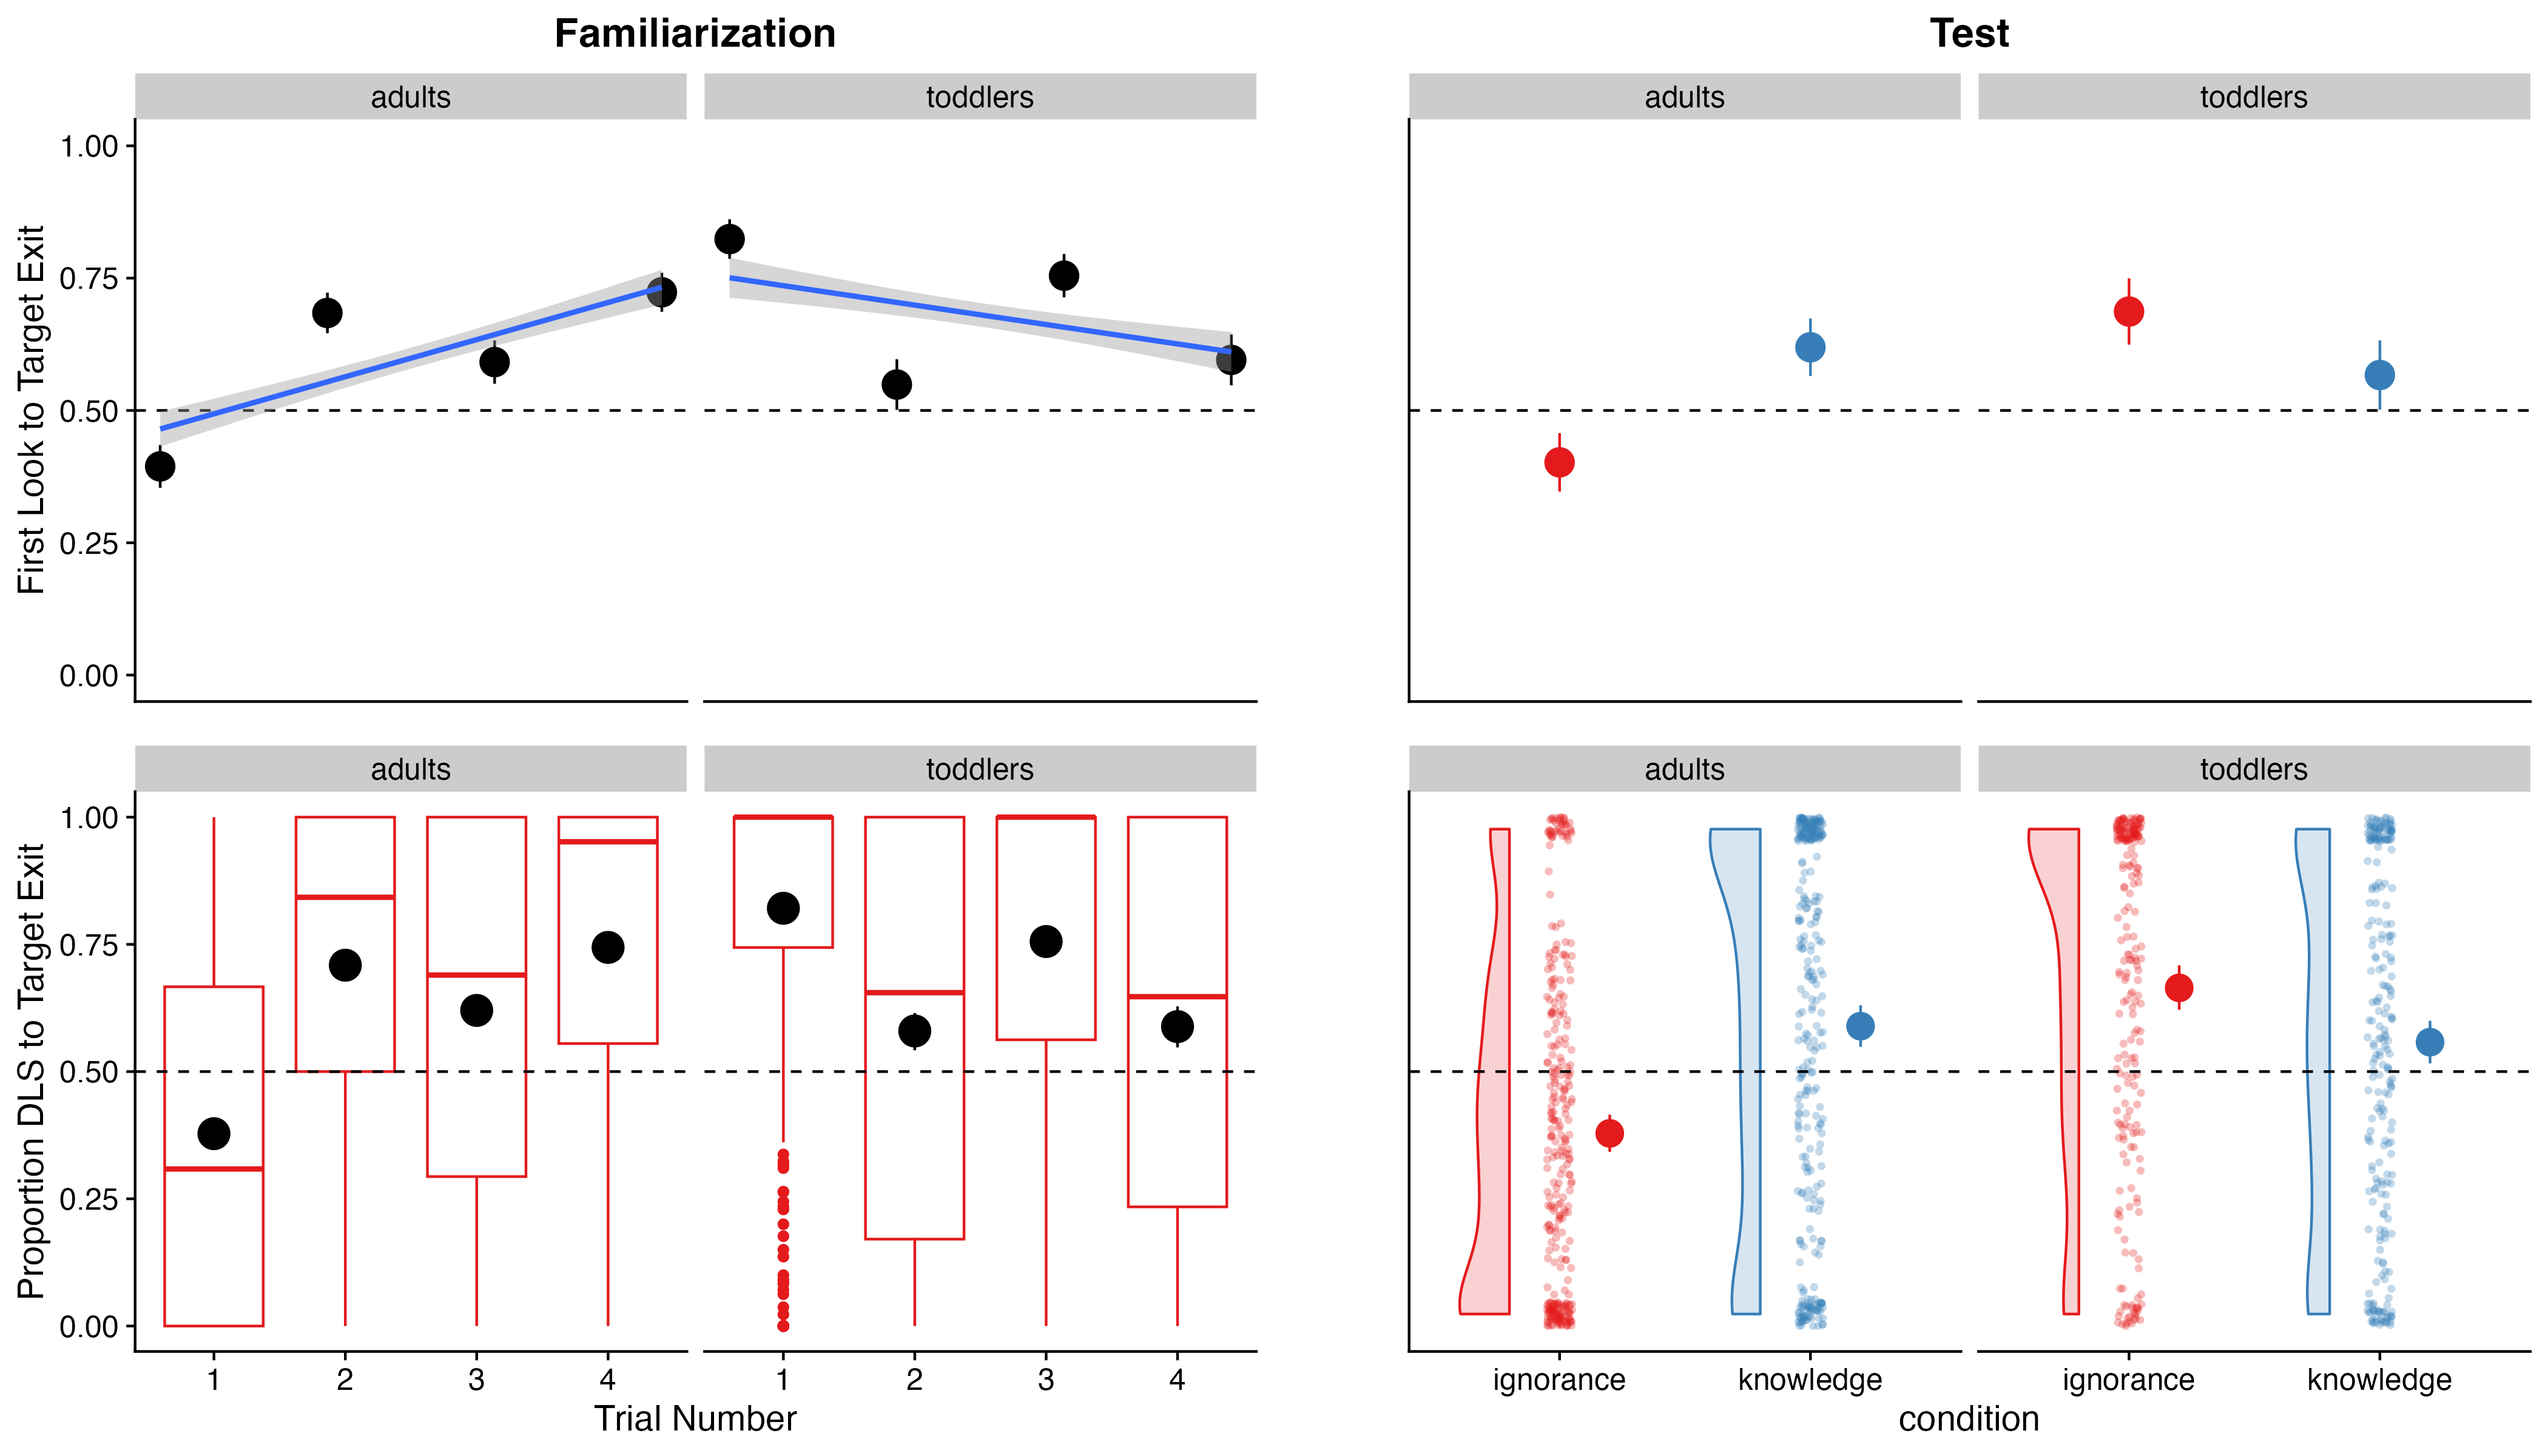 Familiarization
Test
adults
toddlers
adults
toddlers
First Look to Target Exit
1.00
0.75
0.50
0.25
0.00
adults
toddlers
adults
toddlers
Proportion DLS to Target Exit
1.00
0.75
0.50
0.25
0.00
1 2 3 4
1 2 3 4
Trial Number
ignorance knowledge
ignorance knowledge
condition